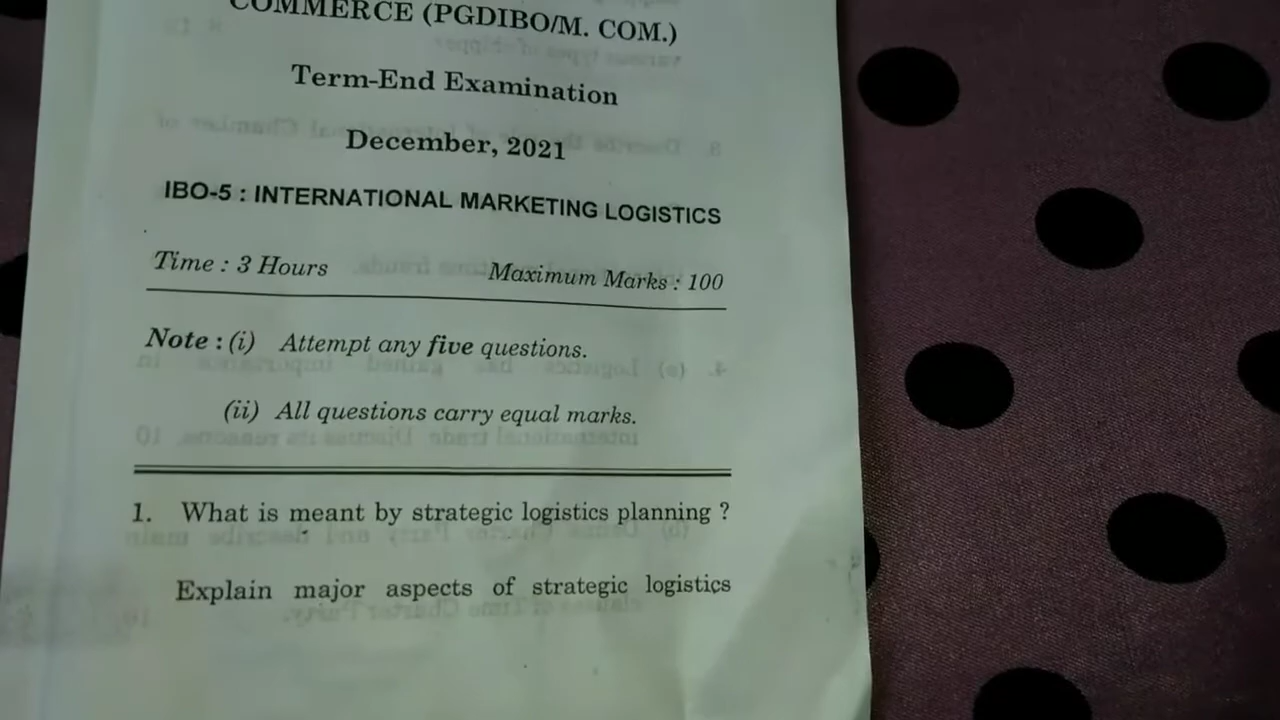 COMMERCE (PGDIBO/M. COM.)
Term-End Examination
December, 2021
IBO-5 : INTERNATIONAL MARKETING LOGISTICS
Time : 3 Hours Maximum Marks : 100
Note : (i) Attempt any five questions.
(ii) All questions carry equal marks.
1. What is meant by strategic logistics planning ?
Explain major aspects of strategic logistics